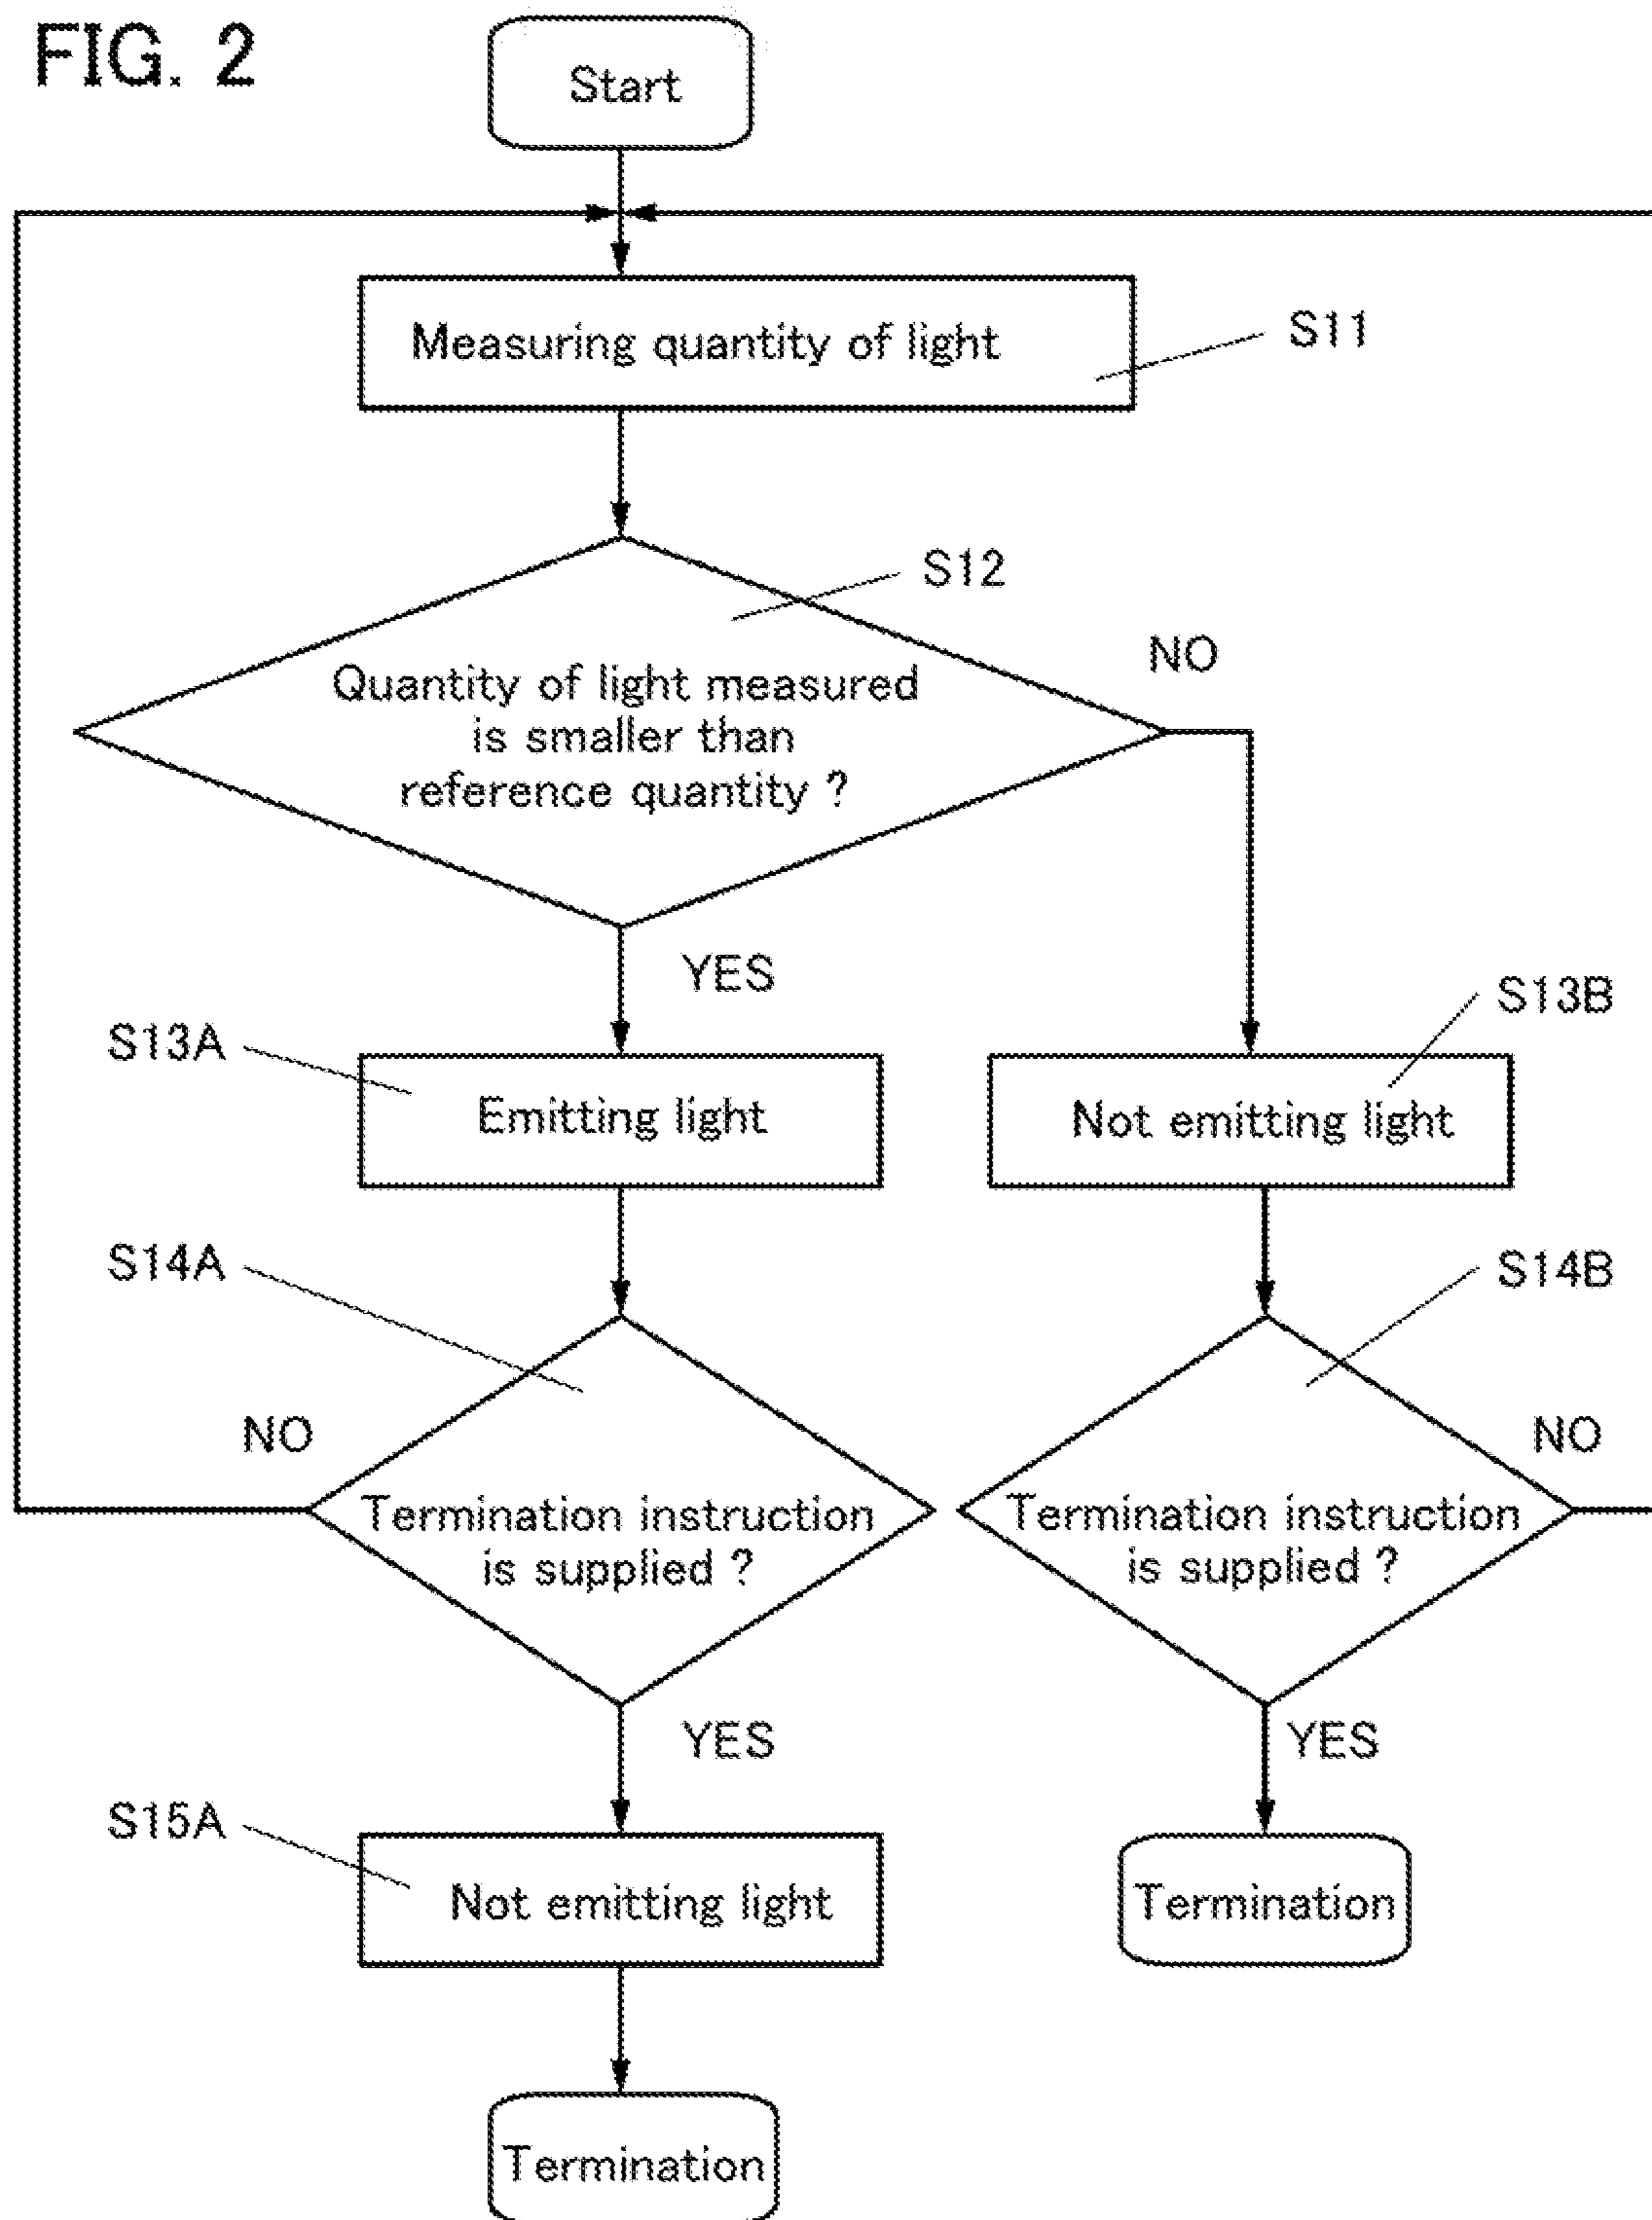 FIG. 2
Start
Measuring quantity of light
S11
S12
Quantity of light measured
is smaller than
reference quantity ?
NO
YES
S13A
Emitting light
S13B
Not emitting light
S14A
NO
Termination instruction
is supplied ?
S14B
NO
Termination instruction
is supplied ?
YES
YES
S15A
Not emitting light
Termination
Termination